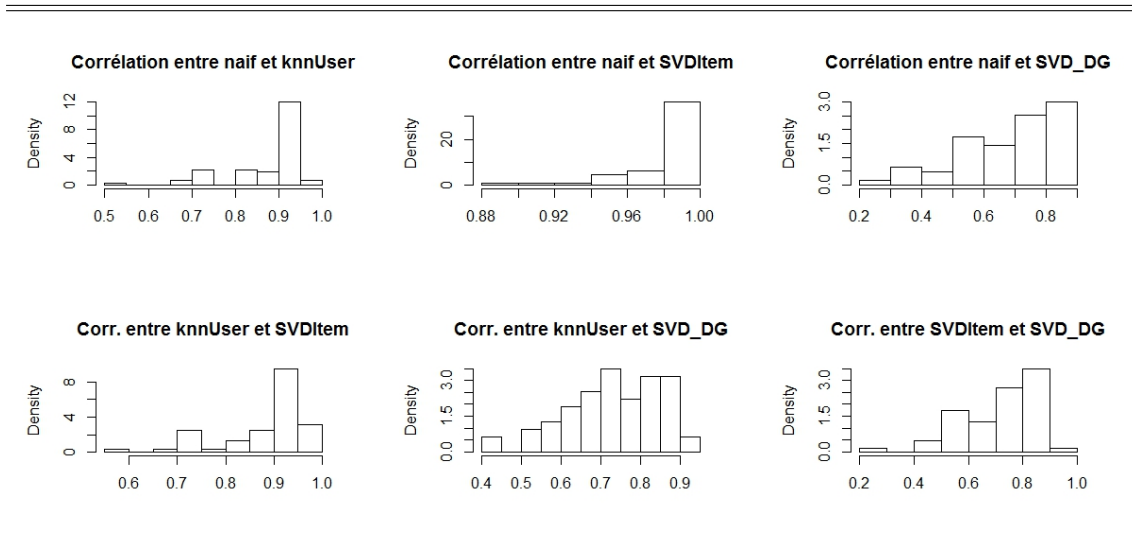 Corrélation entre naif et knnUser
Corrélation entre naif et SVDItem
Corrélation entre naif et SVD_DG
Density
0 4 8 12
0.5 0.6 0.7 0.8 0.9 1.0
Density
0 20
0.88 0.92 0.96 1.00
Density
0.0 1.5 3.0
0.2 0.4 0.6 0.8
Corr. entre knnUser et SVDItem
Corr. entre knnUser et SVD_DG
Corr. entre SVDItem et SVD_DG
Density
0 4 8
0.6 0.7 0.8 0.9 1.0
Density
0.0 1.5 3.0
0.4 0.5 0.6 0.7 0.8 0.9
Density
0.0 1.5 3.0
0.2 0.4 0.6 0.8 1.0